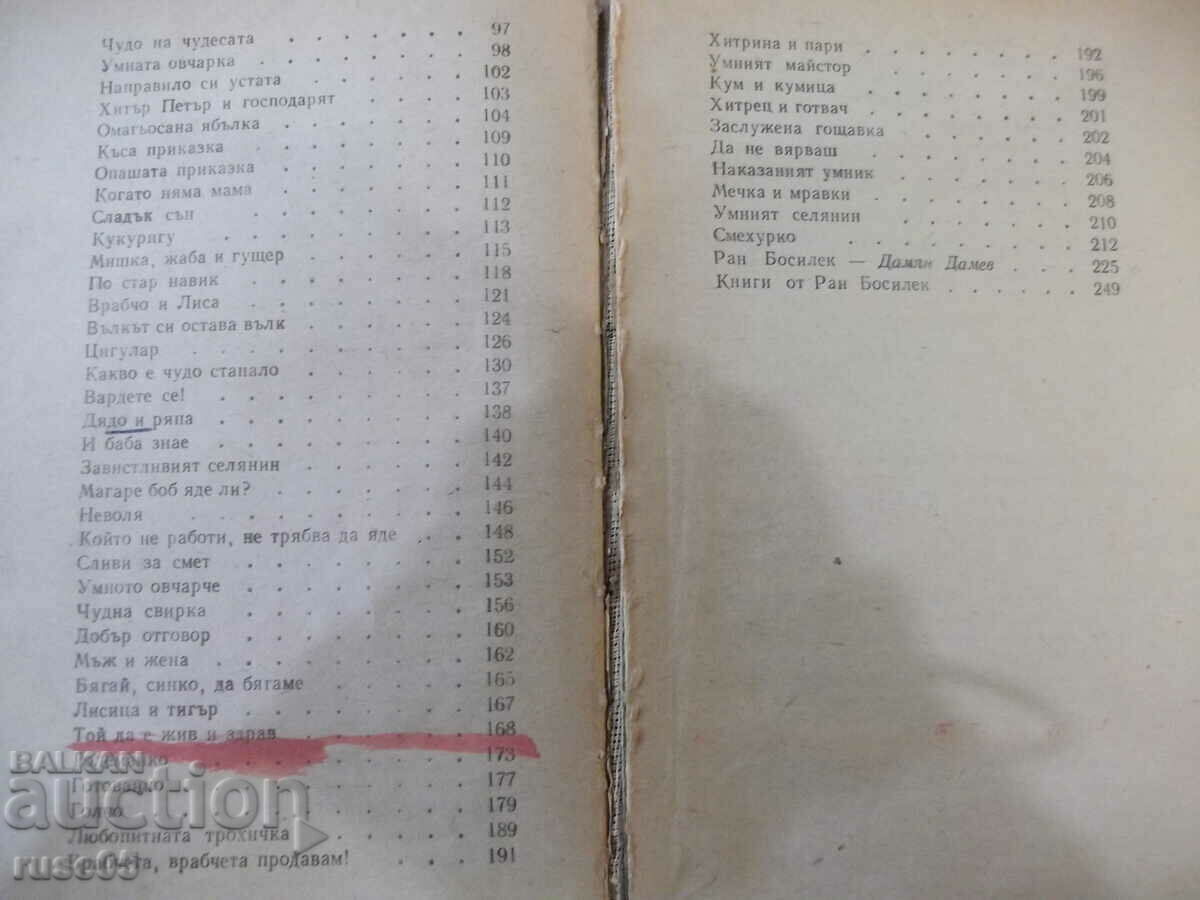 Чудо на чудесата . . . . . . . 97
Умната овчарка . . . . . . . 98
Направило си устата . . . . . . 102
Хитър Петър и господарят . . . . 103
Омагьосана ябълка . . . . . . 104
Къса приказка . . . . . . . 109
Опашата приказка . . . . . . 110
Когато няма мама . . . . . . 111
Сладък сън . . . . . . . 112
Кукуригу . . . . . . . . 113
Мишка, жаба и гущер . . . . . 115
По стар навик . . . . . . . 118
Врабчо и Лиса . . . . . . . 121
Вълкът си остава вълк . . . . . 124
Цигулар . . . . . . . . 126
Какво е чудо станало . . . . . 130
Вардете се! . . . . . . . . 137
Дядо и ряпа . . . . . . . . 138
И баба знае . . . . . . . 140
Завистливият селянин . . . . . 142
Магаре боб яде ли? . . . . . . 144
Неволя . . . . . . . . 146
Който не работи, не трябва да яде . . 148
Сливи за смет . . . . . . . 152
Умното овчарче . . . . . . . 153
Чудна свирка . . . . . . . 156
Добър отговор . . . . . . . 160
Мъж и жена . . . . . . . 162
Бягай, синко, да бягаме . . . . 165
Лисица и тигър . . . . . . . 167
Той да е жив и здрав . . . . . 168
. . . . . . . 173
Готованко . . . . . . . . 177
Голчо . . . . . . . . 179
Любопитната трохичка . . . . . 189
Врабчета, врабчета продавам! . . . 191
Хитрина и пари . . . . . . . 192
Умният майстор . . . . . . . 196
Кум и кумица . . . . . . . 199
Хитрец и готвач . . . . . . . 201
Заслужена гощавка . . . . . . 202
Да не вярваш . . . . . . . 204
Наказаният умник . . . . . . 206
Мечка и мравки . . . . . . . 208
Умният селянин . . . . . . 210
Смехурко . . . . . . . . 212
Ран Босилек — Дамян Дамев . . . 225
Книги от Ран Босилек . . . . . . 249
BALKAN
auction
ruse05